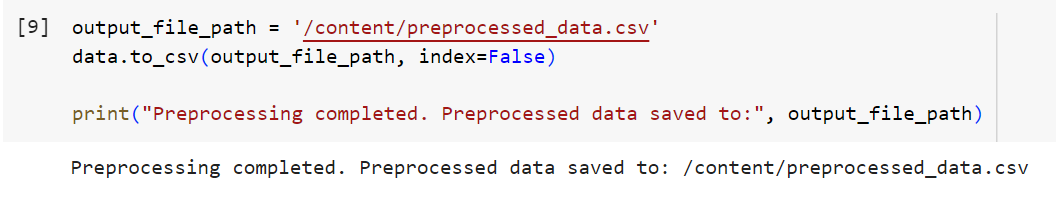 [9] output_file_path = '/content/preprocessed_data.csv'
data.to_csv(output_file_path, index=False)
print("Preprocessing completed. Preprocessed data saved to:", output_file_path)
Preprocessing completed. Preprocessed data saved to: /content/preprocessed_data.csv